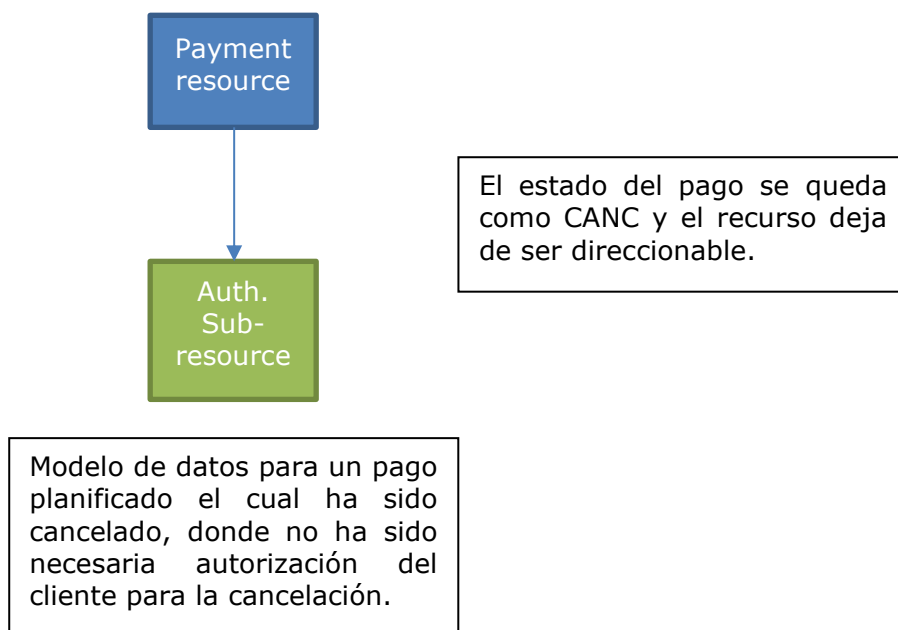 Payment
resource
El estado del pago se queda
como CANC y el recurso deja
de ser direccionable.
Auth.
Sub-
resource
Modelo de datos para un pago
planificado el cual ha sido
cancelado, donde no ha sido
necesaria autorización del
cliente para la cancelación.